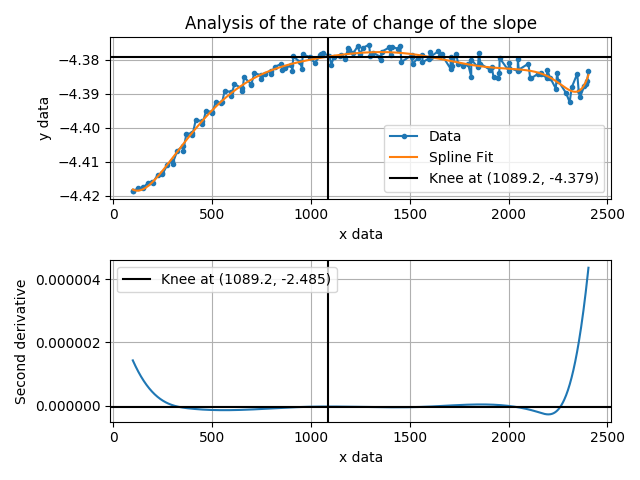 Analysis of the rate of change of the slope
−4.38
−4.39
−4.40
−4.41
−4.42
y data
Data
Spline Fit
Knee at (1089.2, -4.379)
0 500 1000 1500 2000 2500
x data
Knee at (1089.2, -2.485)
0.000004
0.000002
0.000000
Second derivative
0 500 1000 1500 2000 2500
x data